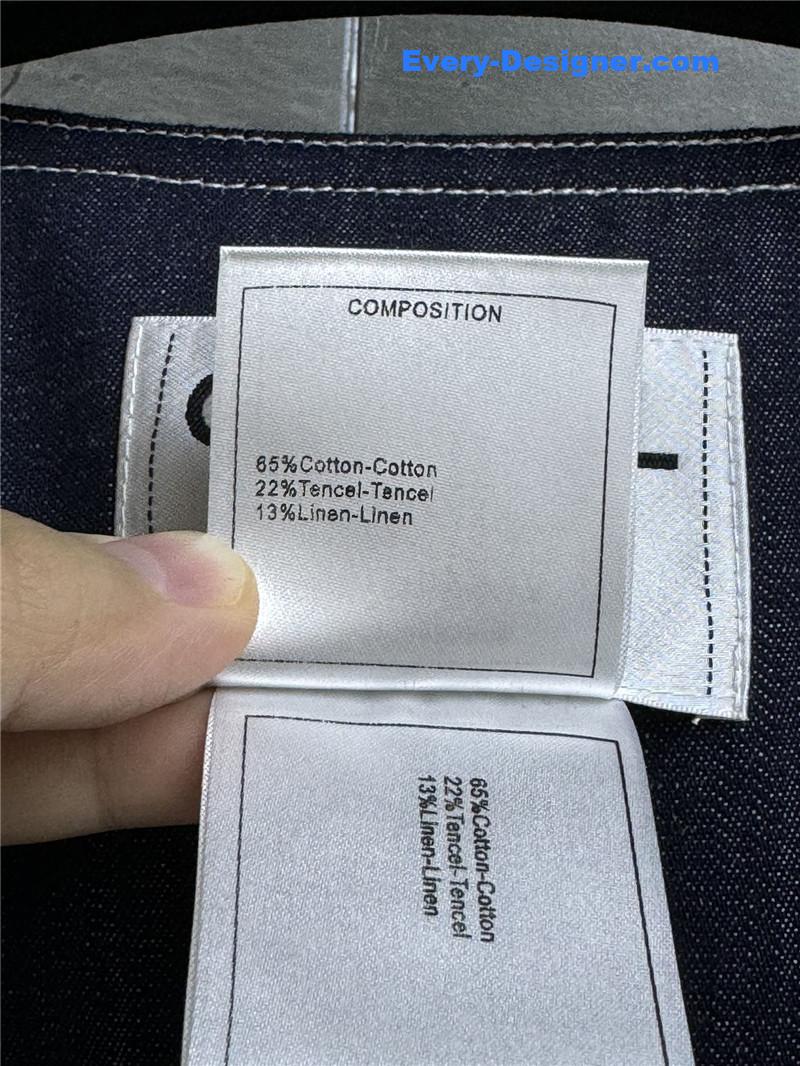 Every-Designer.com
COMPOSITION
65%Cotton-Cotton
22%Tencel-Tencel
13%Linen-Linen
65%Cotton-Cotton
22%Tencel-Tencel
13%Linen-Linen